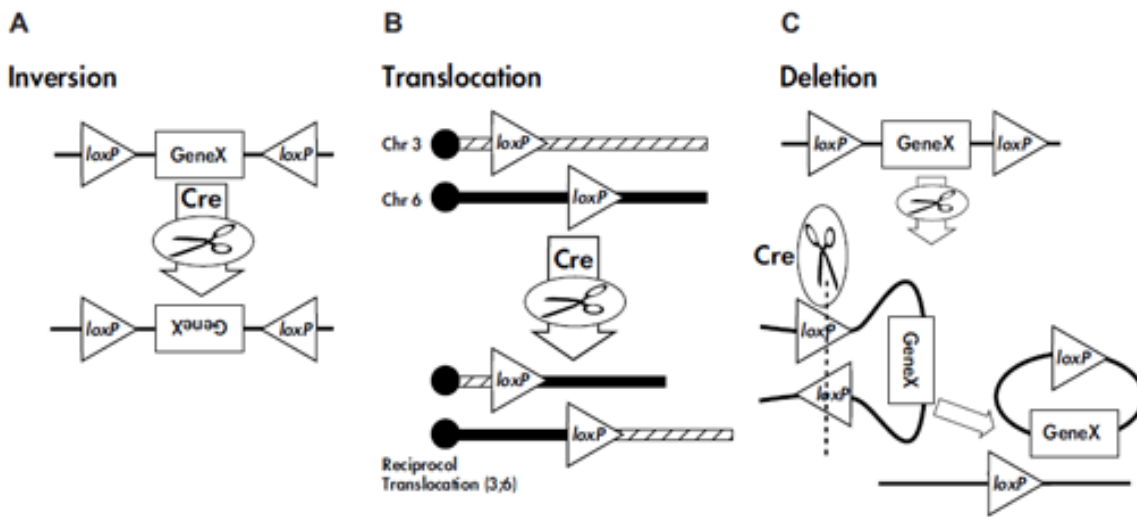 A
Inversion
loxP GeneX loxP
Cre
loxP GeneX loxP
B
Translocation
Chr 3 loxP
Chr 6 loxP
Cre
loxP
loxP
Reciprocol
Translocation (3;6)
C
Deletion
loxP GeneX loxP
Cre
loxP
GeneX
loxP
loxP
GeneX
loxP